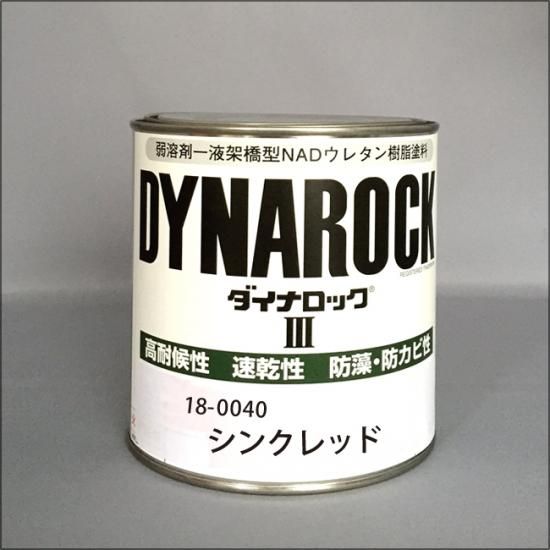 弱溶剤一液架橋型NADウレタン樹脂塗料
DYNAROCK
REGISTERED TRADEMARK
ダイナロック®
III
高耐候性 速乾性 防藻・防カビ性
18-0040
シンクレッド